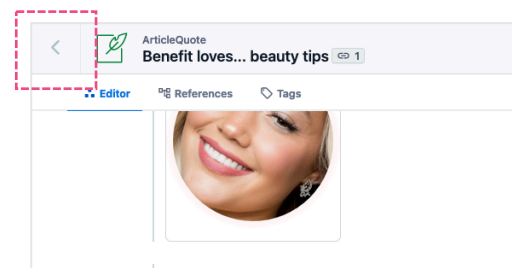 ArticleQuote
Benefit loves... beauty tips 1
Editor References Tags